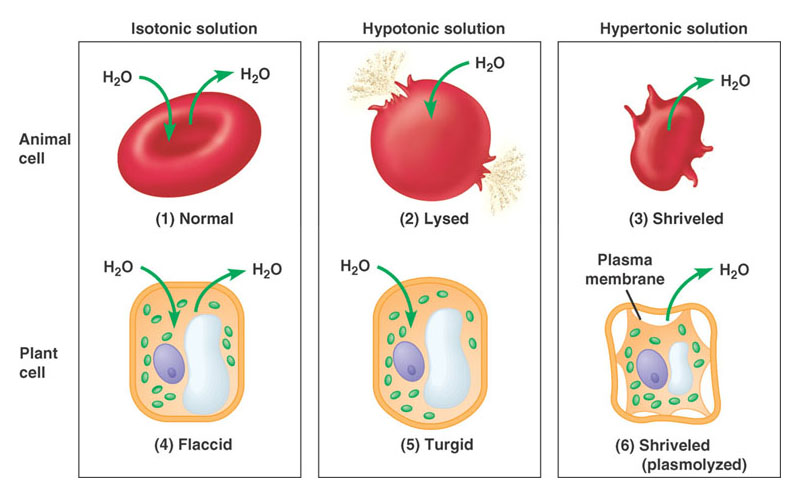 Isotonic solution
Hypotonic solution
Hypertonic solution
Animal
cell
H2O
H2O
(1) Normal
H2O
(2) Lysed
H2O
(3) Shriveled
Plant
cell
H2O
H2O
(4) Flaccid
H2O
(5) Turgid
Plasma
membrane
H2O
(6) Shriveled
(plasmolyzed)